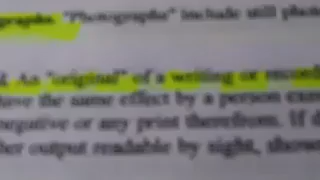 graphs. "Photographs" include still photo
An "original" of a writing or record
have the same effect by a person
negative or any print therefrom. If d
her output readable by sight, show